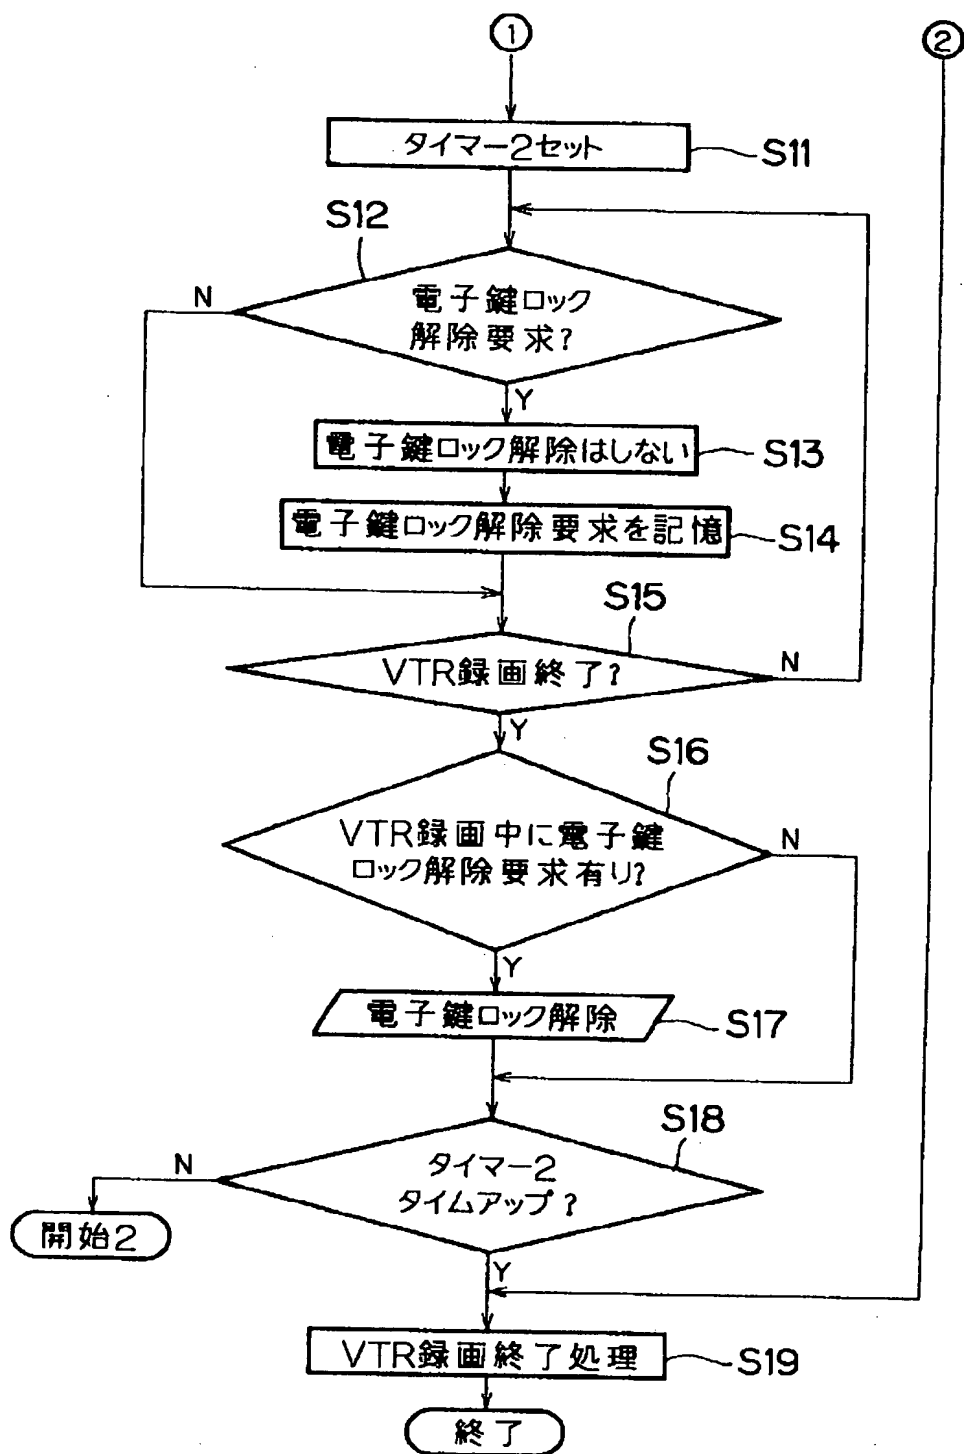 ①
②
タイマー2セット
S11
S12
N
電子鍵ロック
解除要求?
Y
電子鍵ロック解除はしない
S13
電子鍵ロック解除要求を記憶
S14
S15
VTR録画終了?
N
Y
S16
VTR録画中に電子鍵
ロック解除要求有り?
N
Y
電子鍵ロック解除
S17
S18
タイマー2
タイムアップ?
N
開始2
Y
VTR録画終了処理
S19
終了